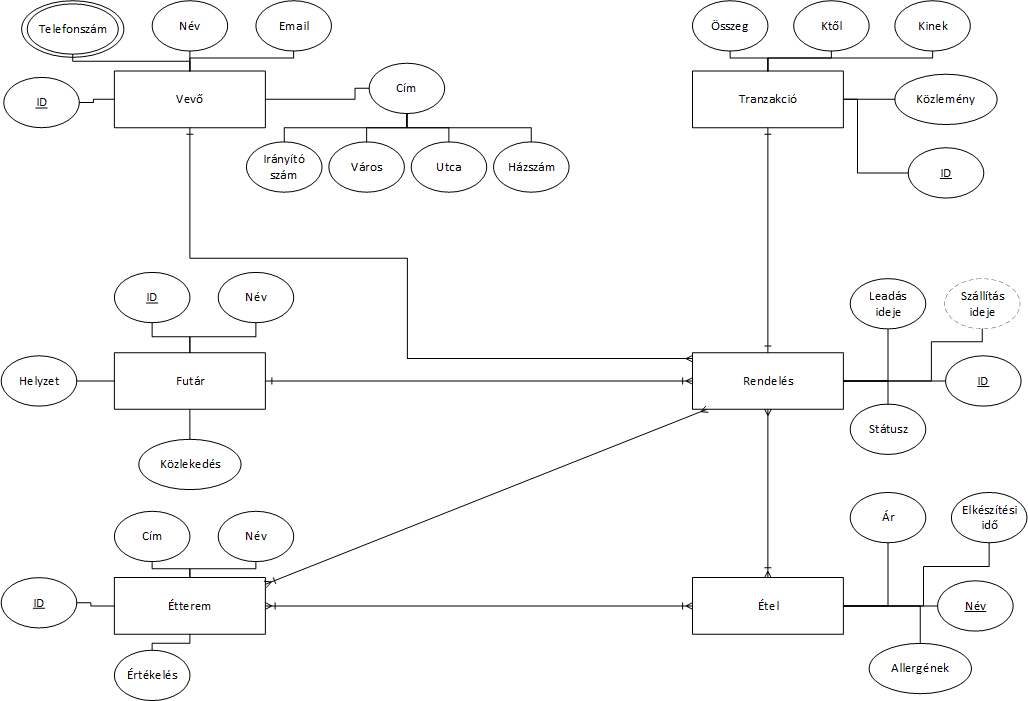 Telefonszám
Név
Email
ID
Vevő
Cím
Irányító
szám
Város
Utca
Házszám
Összeg
Ktől
Kinek
Tranzakció
Közlemény
ID
ID
Név
Helyzet
Futár
Közlekedés
Leadás
ideje
Szállítás
ideje
Rendelés
ID
Státusz
Cím
Név
ID
Étterem
Értékelés
Ár
Elkészítési
idő
Étel
Név
Allergének